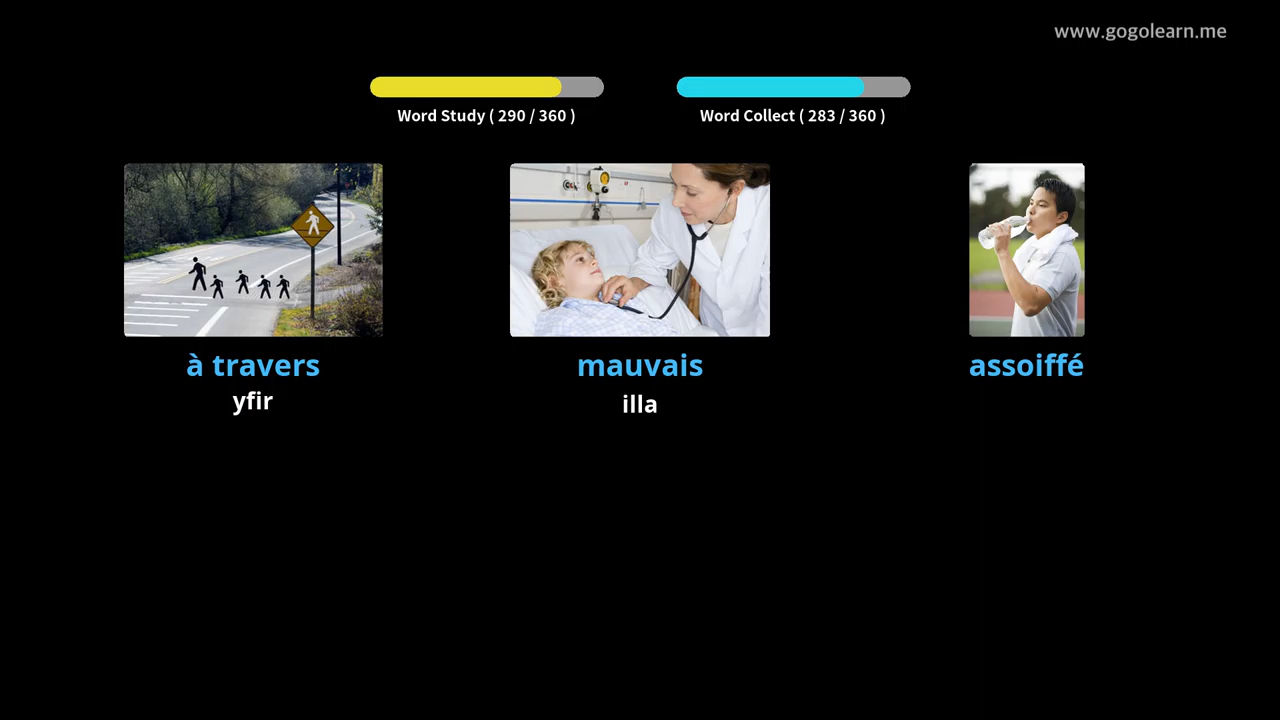 www.gogolearn.me
Word Study ( 290 / 360 )
Word Collect ( 283 / 360 )
à travers
mauvais
assoiffé
yfir
illa